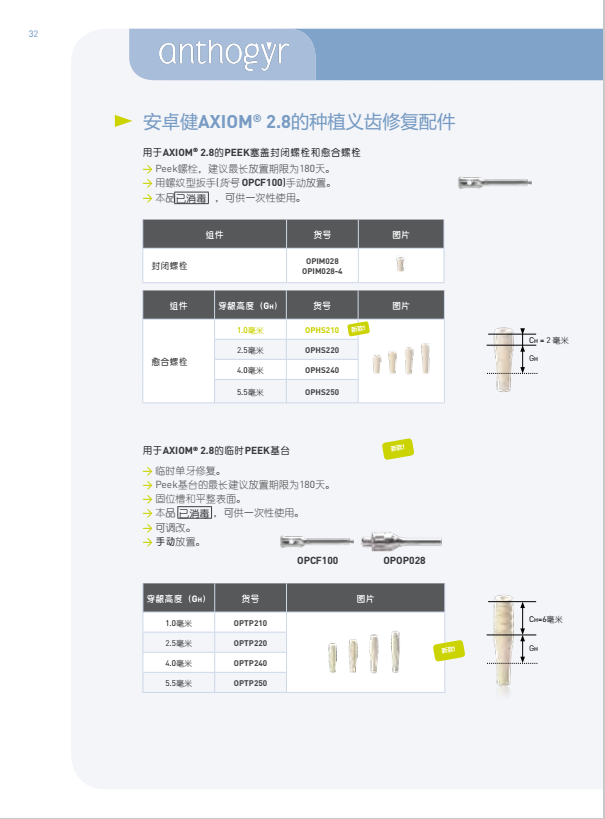 32
anthogyr
安卓健AXIOM® 2.8的种植义齿修复配件
用于AXIOM® 2.8的PEEK塞盖封闭螺栓和愈合螺栓
Peek螺栓，建议最长放置期限为180天。
用螺纹型扳手(货号 OPCF100)手动放置。
本品已消毒，可供一次性使用。
组件 货号 图片
封闭螺栓 OPIM028
OPIM028-4
组件 穿龈高度（GH） 货号 图片
愈合螺栓
1.0毫米 OPHS210 新款!
2.5毫米 OPHS220
4.0毫米 OPHS240
5.5毫米 OPHS250
CH = 2 毫米
GH
用于AXIOM® 2.8的临时PEEK基台 新款!
临时单牙修复。
Peek基台的最长建议放置期限为180天。
固位槽和平整表面。
本品已消毒，可供一次性使用。
可调改。
手动放置。
OPCF100 OPOP028
穿龈高度（GH） 货号 图片
1.0毫米 OPTP210
2.5毫米 OPTP220
4.0毫米 OPTP240
5.5毫米 OPTP250
新款!
CH=6毫米
GH